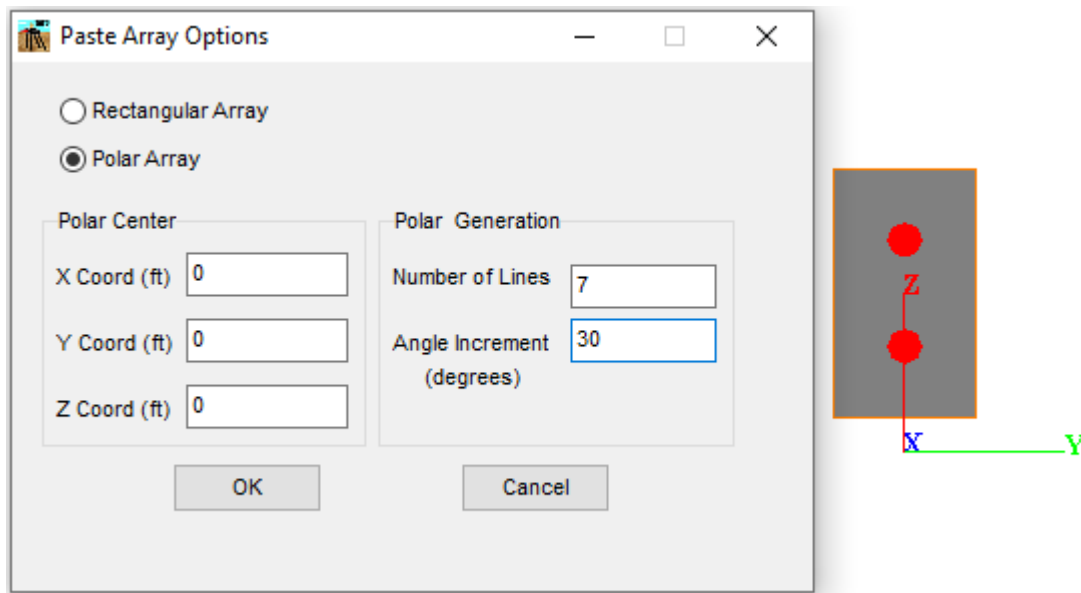 Paste Array Options
Rectangular Array
Polar Array
Polar Center
X Coord (ft) 0
Y Coord (ft) 0
Z Coord (ft) 0
Polar Generation
Number of Lines 7
Angle Increment 30
(degrees)
OK
Cancel
Z
X
Y